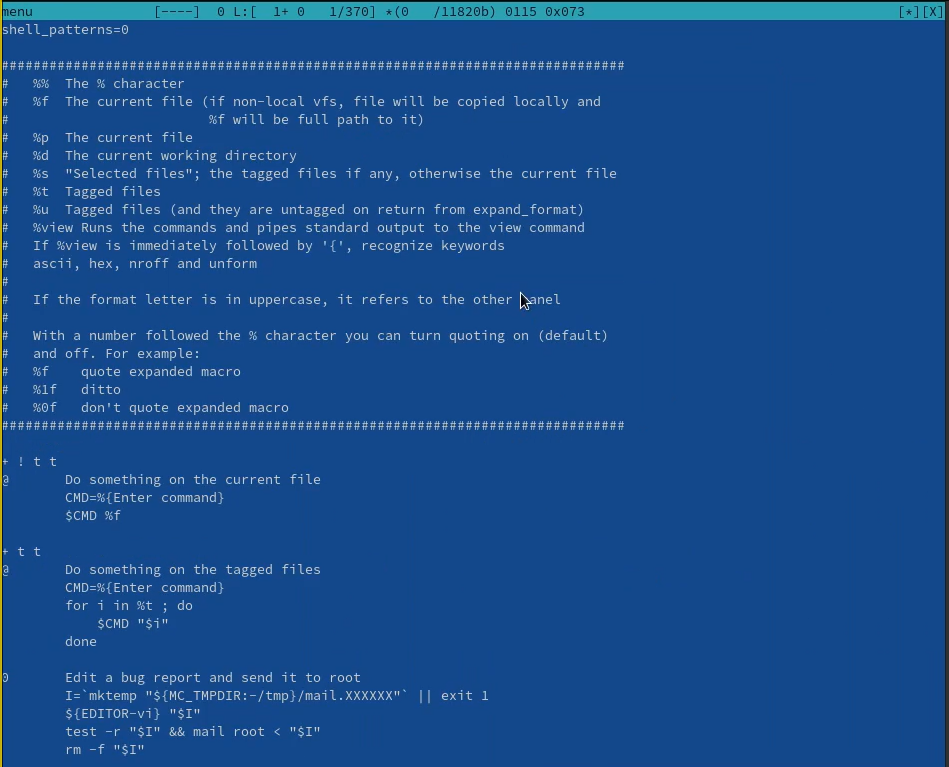 menu [----] 0 L:[ 1+ 0 1/370] *(0 /11820b) 0115 0x073 [*][X]
shell_patterns=0
##############################################################################
# %% The % character
# %f The current file (if non-local vfs, file will be copied locally and
# %f will be full path to it)
# %p The current file
# %d The current working directory
# %s "Selected files"; the tagged files if any, otherwise the current file
# %t Tagged files
# %u Tagged files (and they are untagged on return from expand_format)
# %view Runs the commands and pipes standard output to the view command
# If %view is immediately followed by '{', recognize keywords
# ascii, hex, nroff and unform
#
# If the format letter is in uppercase, it refers to the other panel
#
# With a number followed the % character you can turn quoting on (default)
# and off. For example:
# %f quote expanded macro
# %1f ditto
# %0f don't quote expanded macro
##############################################################################
+ ! t t
@ Do something on the current file
CMD=%{Enter command}
$CMD %f
+ t t
@ Do something on the tagged files
CMD=%{Enter command}
for i in %t ; do
$CMD "$i"
done
0 Edit a bug report and send it to root
I=`mktemp "${MC_TMPDIR:-/tmp}/mail.XXXXXX"` || exit 1
${EDITOR-vi} "$I"
test -r "$I" && mail root < "$I"
rm -f "$I"